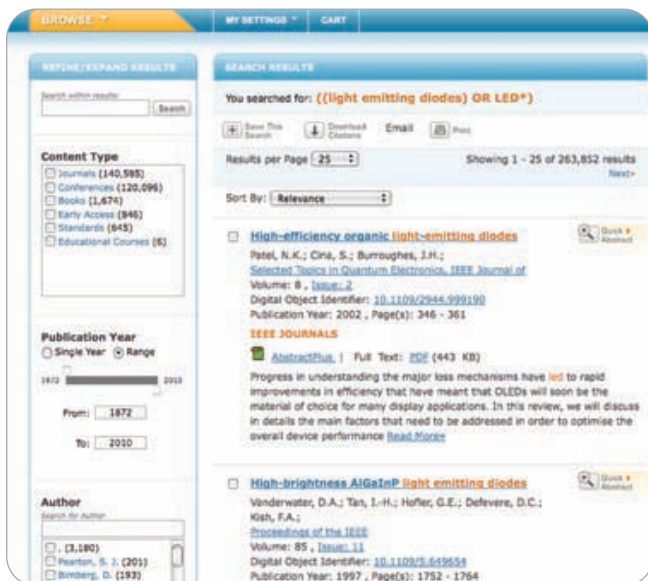 BROWSE
MY SETTINGS
CART
REFINE/EXPAND RESULTS
Search within results:
Search
Content Type
Journals (140,585)
Conferences (120,096)
Books (1,674)
Early Access (846)
Standards (645)
Educational Courses (6)
Publication Year
Single Year Range
1872 2010
From: 1872
To: 2010
Author
Search for Author
. (3,180)
Pearton, S. J. (201)
Bimberg, D. (193)
SEARCH RESULTS
You searched for: ((light emitting diodes) OR LED*)
Save This Search
Download Citations
Email
Print
Results per Page 25
Showing 1 - 25 of 263,852 results
Next»
Sort By: Relevance
High-efficiency organic light-emitting diodes
Quick Abstract
Patel, N.K.; Cina, S.; Burroughes, J.H.;
Selected Topics in Quantum Electronics, IEEE Journal of
Volume: 8 , Issue: 2
Digital Object Identifier: 10.1109/2944.999190
Publication Year: 2002 , Page(s): 346 - 361
IEEE JOURNALS
AbstractPlus | Full Text: PDF (443 KB)
Progress in understanding the major loss mechanisms have led to rapid
improvements in efficiency that have meant that OLEDs will soon be the
material of choice for many display applications. In this review, we will discuss
in details the main factors that need to be addressed in order to optimise the
overall device performance Read More»
High-brightness AlGaInP light emitting diodes
Quick Abstract
Vanderwater, D.A.; Tan, I.-H.; Hofler, G.E.; Defevere, D.C.;
Kish, F.A.;
Proceedings of the IEEE
Volume: 85 , Issue: 11
Digital Object Identifier: 10.1109/5.649654
Publication Year: 1997 , Page(s): 1752 - 1764